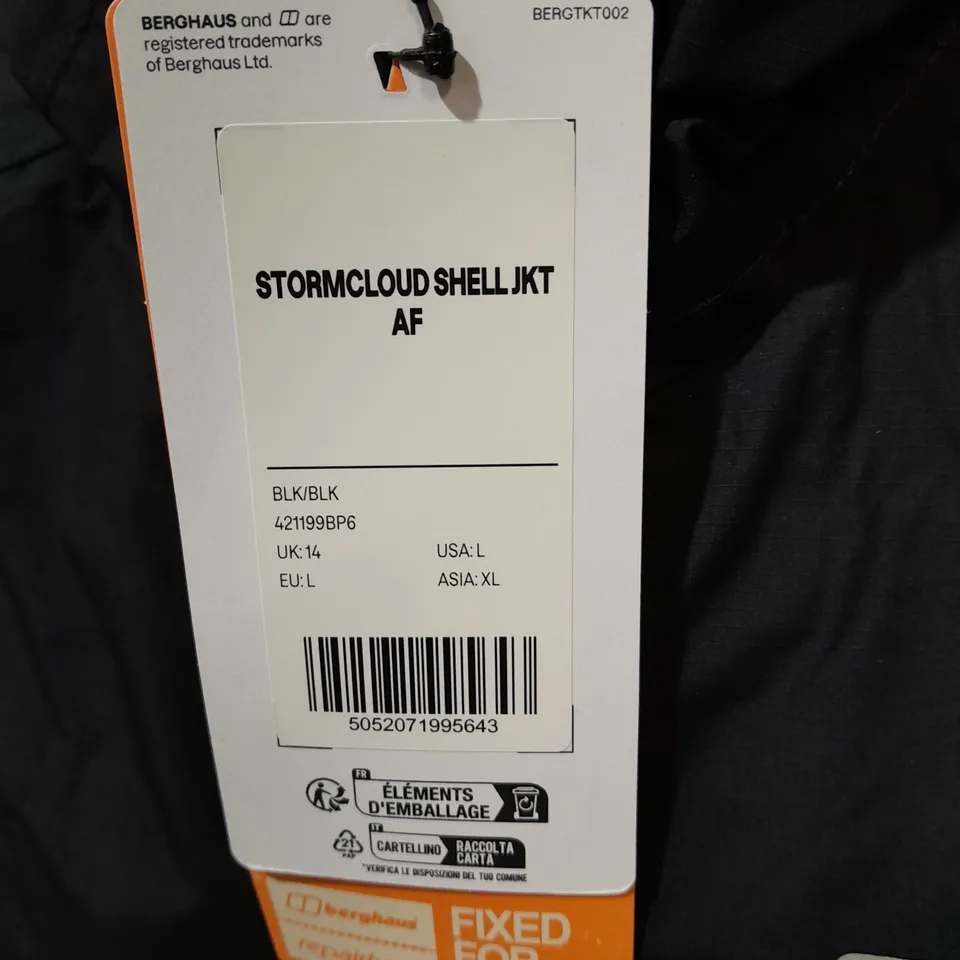 BERGHAUS and are
registered trademarks
of Berghaus Ltd.
BERGTKT002
STORMCLOUD SHELL JKT
AF
BLK/BLK
421199BP6
UK: 14
USA: L
EU: L
ASIA: XL
5052071995643
FR
ÉLÉMENTS
D'EMBALLAGE
IT
21
PAP
CARTELLINO
RACCOLTA
CARTA
*VERIFICA LE DISPOSIZIONI DEL TUO COMUNE
berghaus
FIXED
FOR